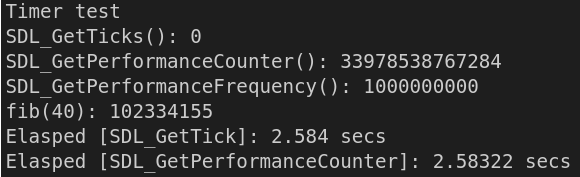 Timer test
SDL_GetTicks(): 0
SDL_GetPerformanceCounter(): 33978538767284
SDL_GetPerformanceFrequency(): 1000000000
fib(40): 102334155
Elasped [SDL_GetTick]: 2.584 secs
Elasped [SDL_GetPerformanceCounter]: 2.58322 secs